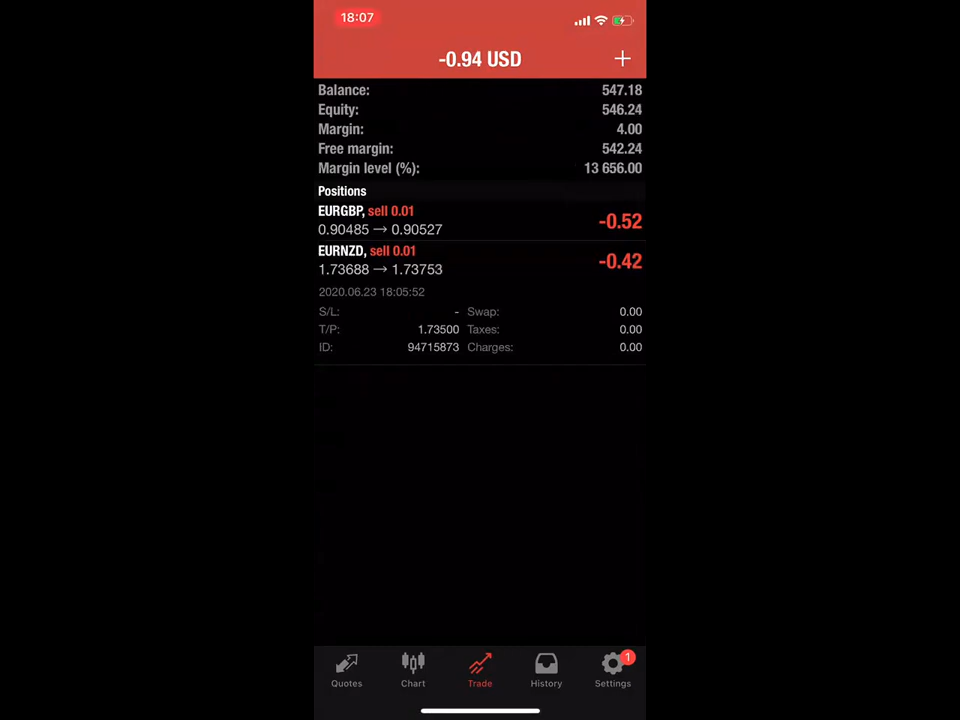 18:07
-0.94 USD +
Balance: 547.18
Equity: 546.24
Margin: 4.00
Free margin: 542.24
Margin level (%): 13 656.00
Positions
EURGBP, sell 0.01 -0.52
0.90485 → 0.90527
EURNZD, sell 0.01 -0.42
1.73688 → 1.73753
2020.06.23 18:05:52
S/L: - Swap: 0.00
T/P: 1.73500 Taxes: 0.00
ID: 94715873 Charges: 0.00
1
Quotes Chart Trade History Settings